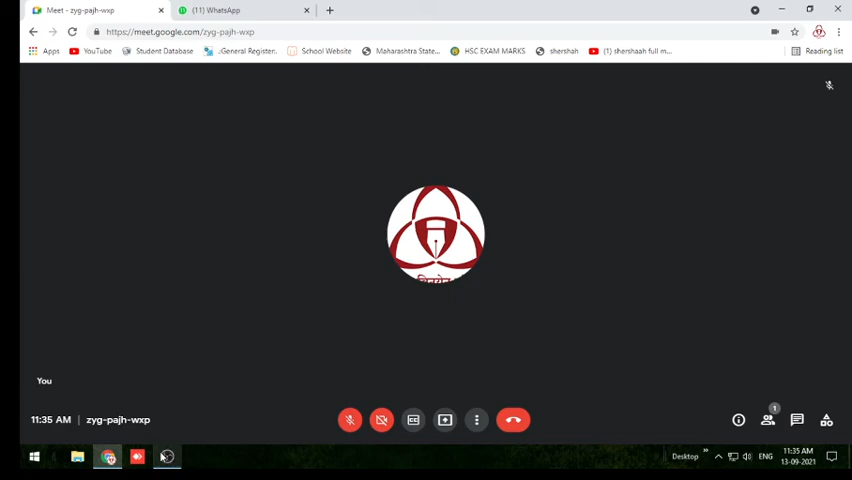 Meet - zyg-pajh-wxp
(11) WhatsApp
https://meet.google.com/zyg-pajh-wxp
Apps YouTube Student Database .:General Register.. School Website Maharashtra State... HSC EXAM MARKS shershah (1) shershaah full m... Reading list
You
11:35 AM | zyg-pajh-wxp
1
Desktop » ENG 11:35 AM
13-09-2021